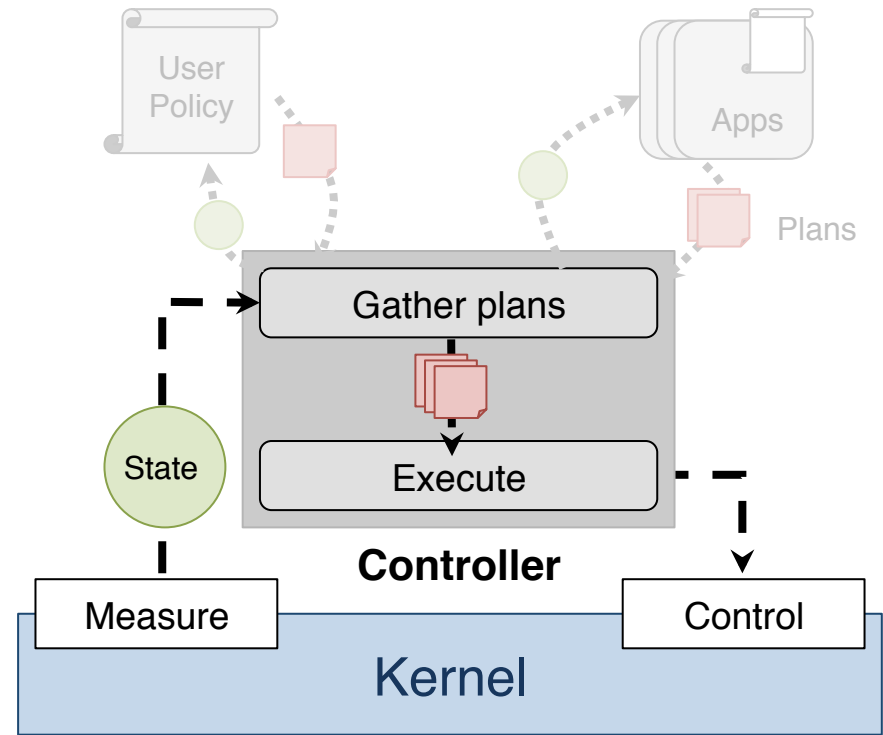 User
Policy
Apps
Plans
Gather plans
State
Execute
Controller
Measure
Control
Kernel